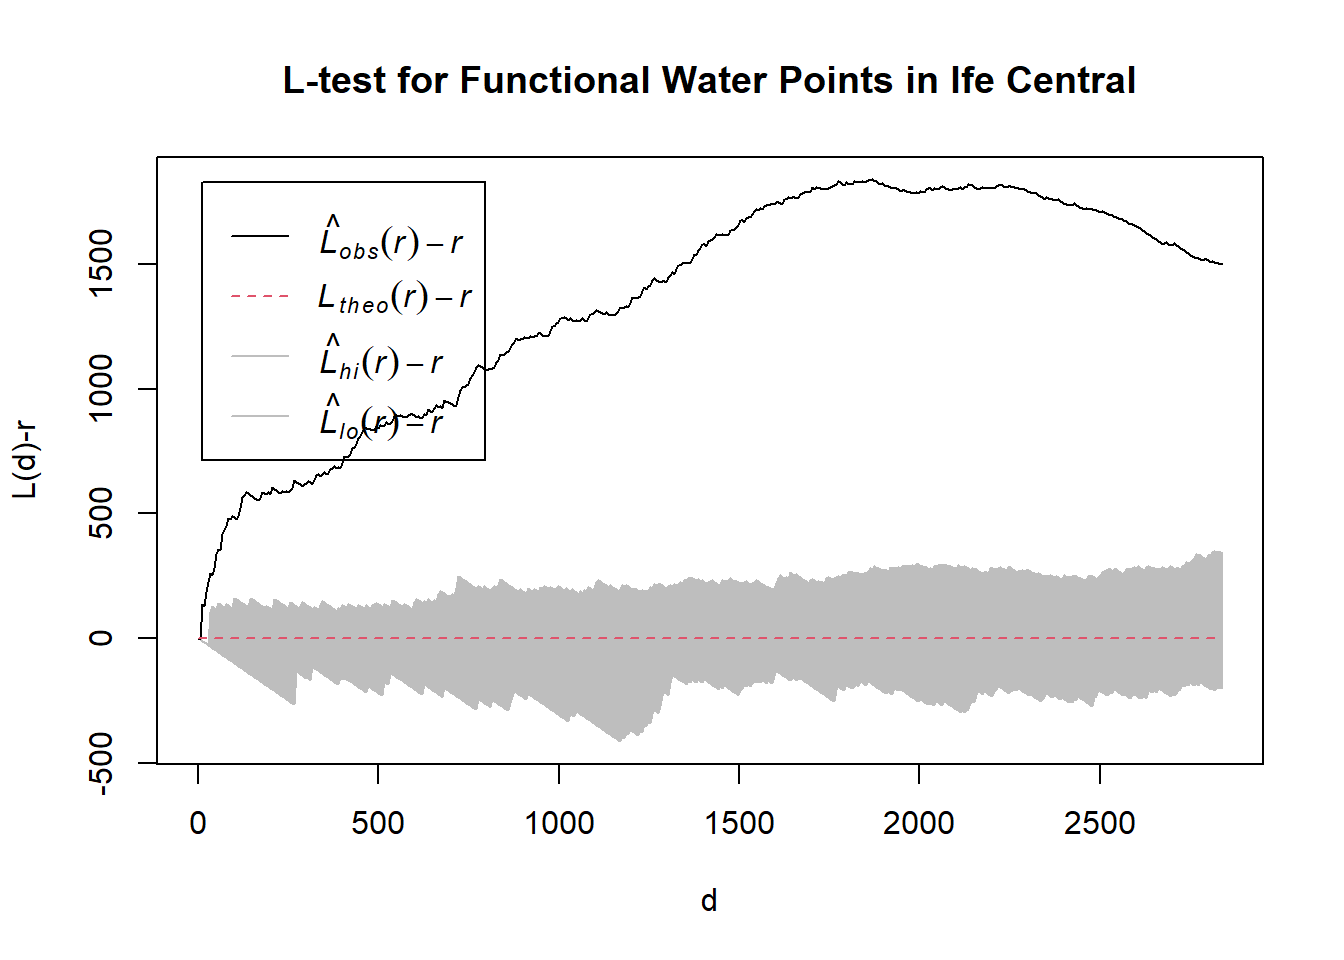 L-test for Functional Water Points in Ife Central
L̂obs(r) – r
Ltheo(r) – r
L̂hi(r) – r
L̂lo(r) – r
L(d)-r
1500
1000
500
0
-500
0 500 1000 1500 2000 2500
d